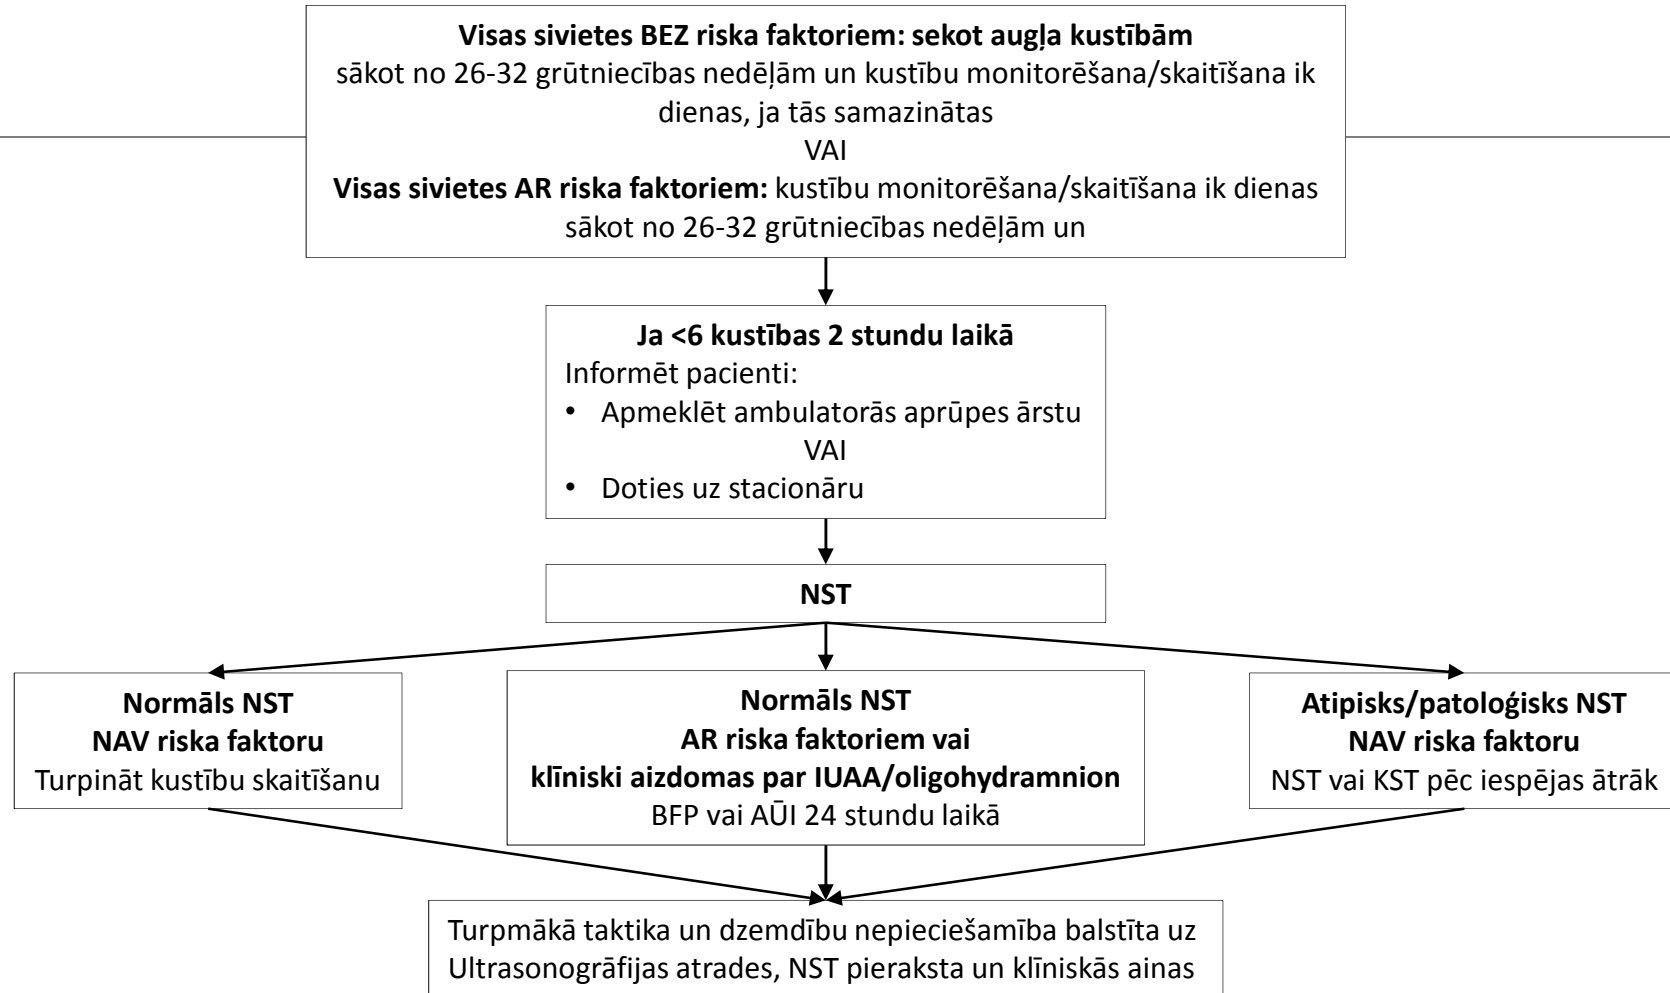 Visas sivietes BEZ riska faktoriem: sekot augļa kustībām
sākot no 26-32 grūtniecības nedēļām un kustību monitorēšana/skaitīšana ik
dienas, ja tās samazinātas
VAI
Visas sivietes AR riska faktoriem: kustību monitorēšana/skaitīšana ik dienas
sākot no 26-32 grūtniecības nedēļām un
Ja <6 kustības 2 stundu laikā
Informēt pacienti:
• Apmeklēt ambulatorās aprūpes ārstu
VAI
• Doties uz stacionāru
NST
Normāls NST
NAV riska faktoru
Turpināt kustību skaitīšanu
Normāls NST
AR riska faktoriem vai
klīniski aizdomas par IUAA/oligohydramnion
BFP vai AŪI 24 stundu laikā
Atipisks/patoloģisks NST
NAV riska faktoru
NST vai KST pēc iespējas ātrāk
Turpmākā taktika un dzemdību nepieciešamība balstīta uz
Ultrasonogrāfijas atrades, NST pieraksta un klīniskās ainas